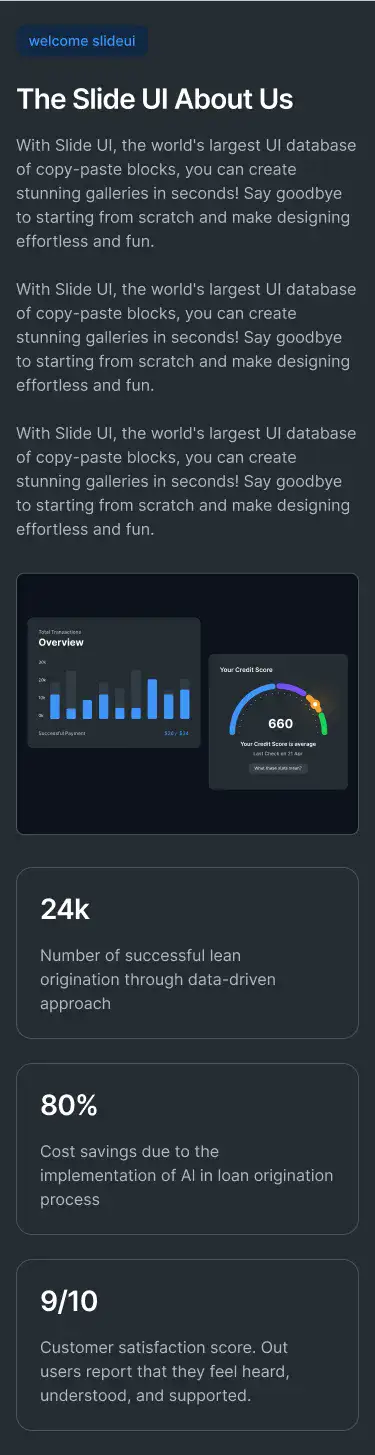 welcome slideui
The Slide UI About Us
With Slide UI, the world's largest UI database
of copy-paste blocks, you can create
stunning galleries in seconds! Say goodbye
to starting from scratch and make designing
effortless and fun.
With Slide UI, the world's largest UI database
of copy-paste blocks, you can create
stunning galleries in seconds! Say goodbye
to starting from scratch and make designing
effortless and fun.
With Slide UI, the world's largest UI database
of copy-paste blocks, you can create
stunning galleries in seconds! Say goodbye
to starting from scratch and make designing
effortless and fun.
Total Transactions
Overview
30k
20k
10k
0k
Successful Payment
Your Credit Score
660
Your Credit Score is average
Last Check on 21 Apr
What these stats mean?
24k
Number of successful lean
origination through data-driven
approach
80%
Cost savings due to the
implementation of AI in loan origination
process
9/10
Customer satisfaction score. Out
users report that they feel heard,
understood, and supported.